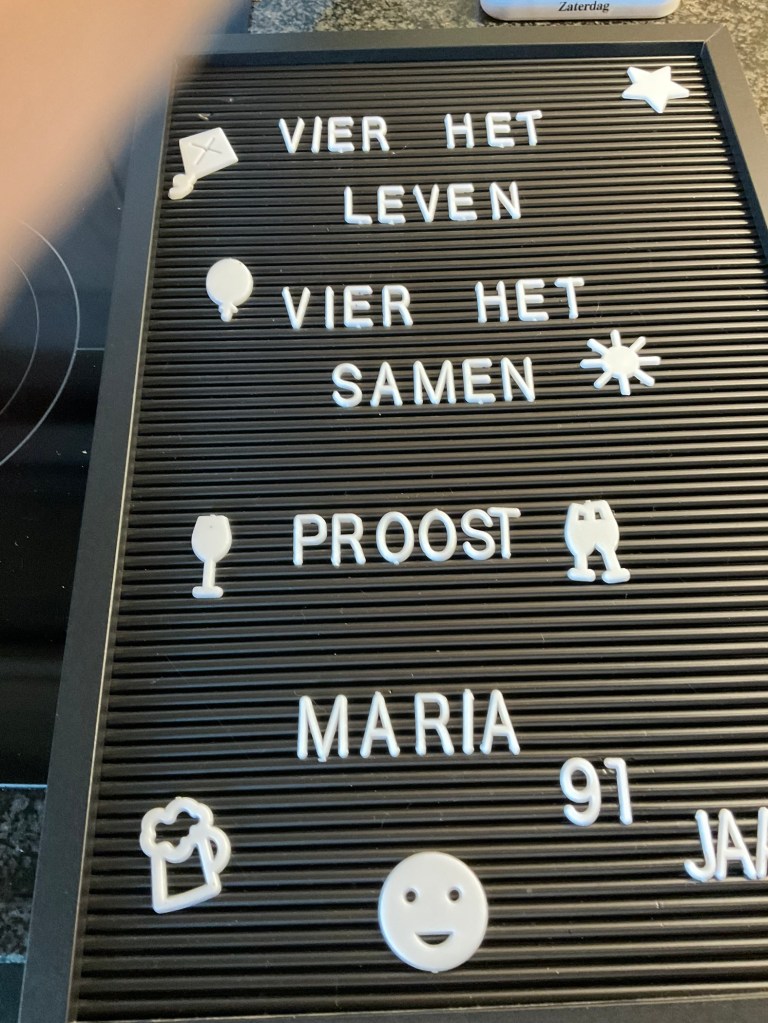 Zaterdag
VIER HET
LEVEN
VIER HET
SAMEN
PROOST
MARIA
91